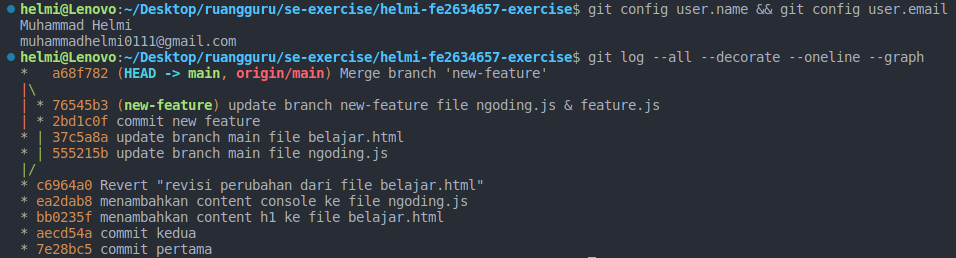 helmi@Lenovo:~/Desktop/ruangguru/se-exercise/helmi-fe2634657-exercise$ git config user.name && git config user.email
Muhammad Helmi
muhammadhelmi0111@gmail.com
helmi@Lenovo:~/Desktop/ruangguru/se-exercise/helmi-fe2634657-exercise$ git log --all --decorate --oneline --graph
*   a68f782 (HEAD -> main, origin/main) Merge branch 'new-feature'
|\
| * 76545b3 (new-feature) update branch new-feature file ngoding.js & feature.js
| * 2bd1c0f commit new feature
* | 37c5a8a update branch main file belajar.html
* | 555215b update branch main file ngoding.js
|/
* c6964a0 Revert "revisi perubahan dari file belajar.html"
* ea2dab8 menambahkan content console ke file ngoding.js
* bb0235f menambahkan content h1 ke file belajar.html
* aecd54a commit kedua
* 7e28bc5 commit pertama